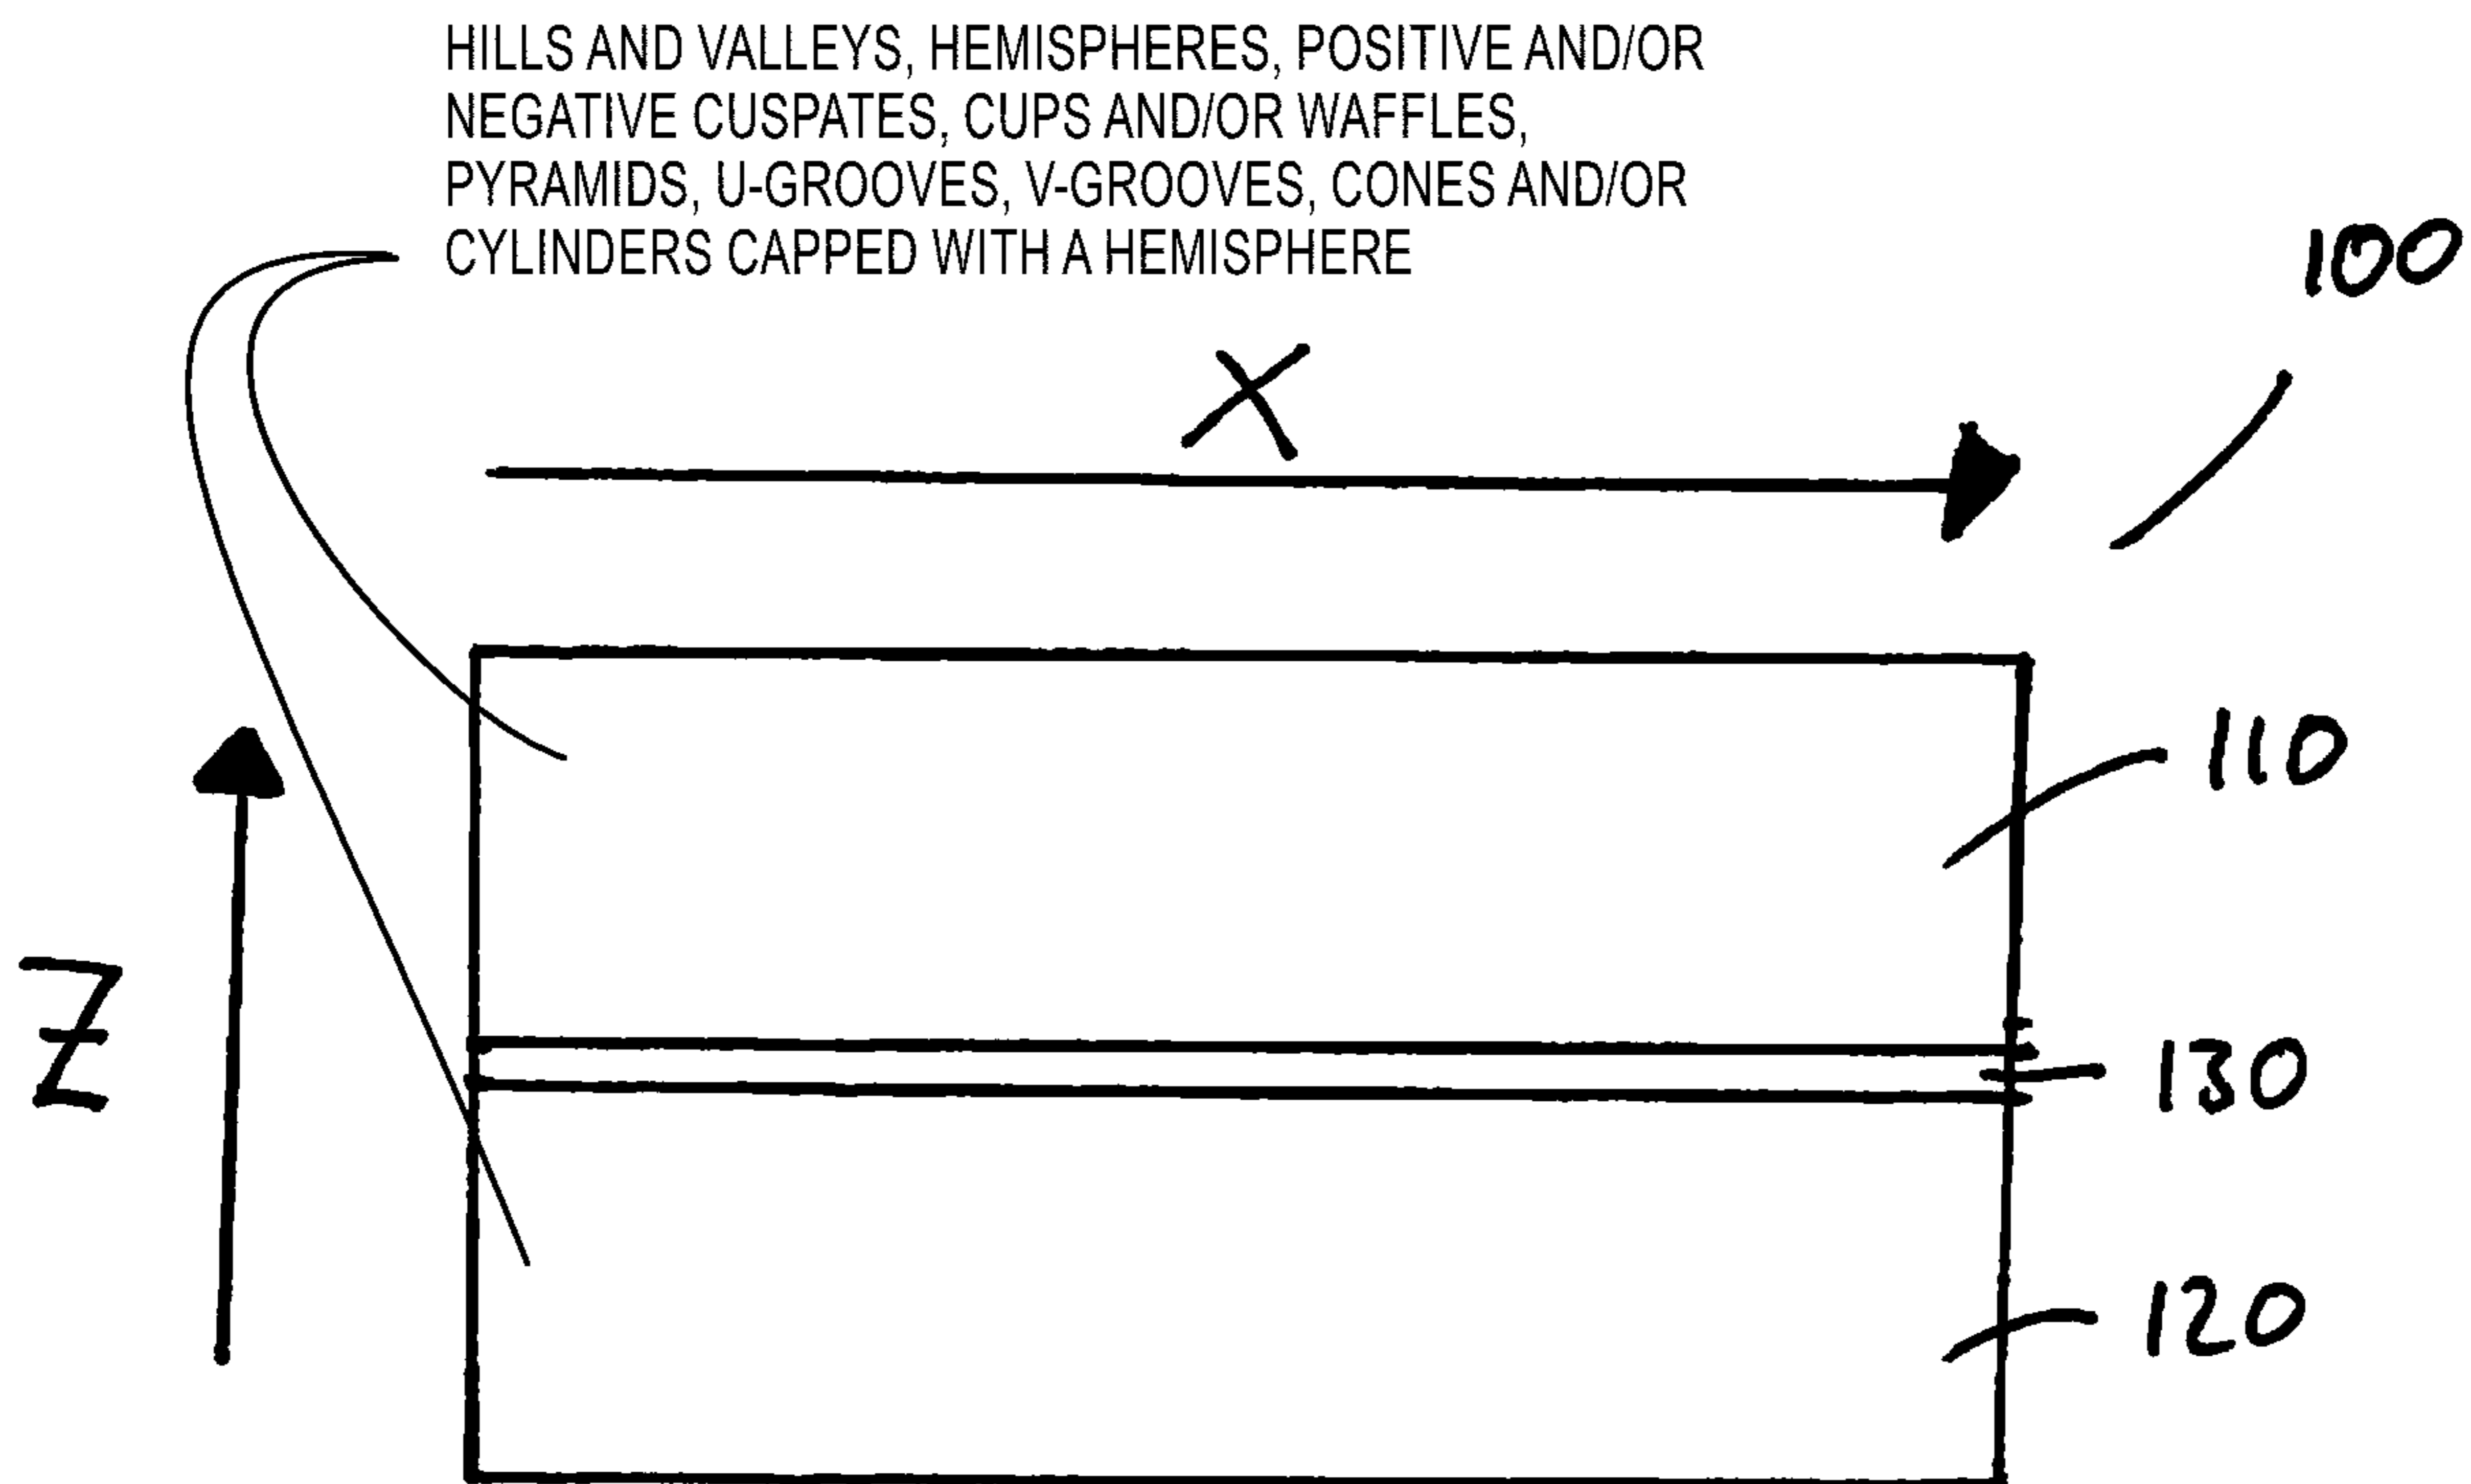 HILLS AND VALLEYS, HEMISPHERES, POSITIVE AND/OR
NEGATIVE CUSPATES, CUPS AND/OR WAFFLES,
PYRAMIDS, U-GROOVES, V-GROOVES, CONES AND/OR
CYLINDERS CAPPED WITH A HEMISPHERE
100
X
110
Z
130
120